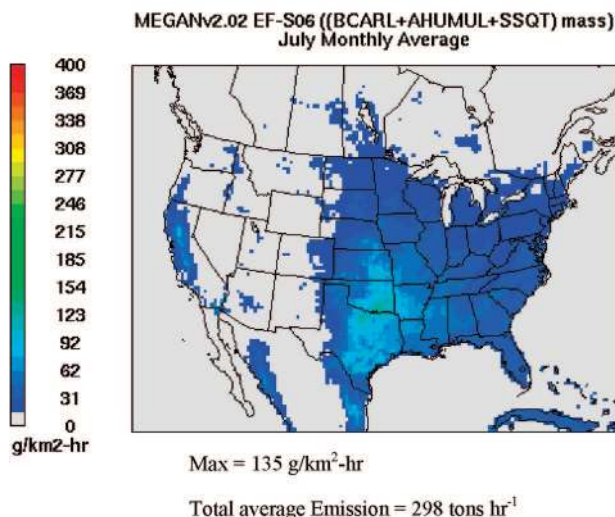 MEGANv2.02 EF-S06 ((BCARL+AHUMUL+SSQT) mass)
July Monthly Average
400
369
338
308
277
246
215
185
154
123
92
62
31
0
g/km2-hr
Max = 135 g/km²-hr
Total average Emission = 298 tons hr⁻¹